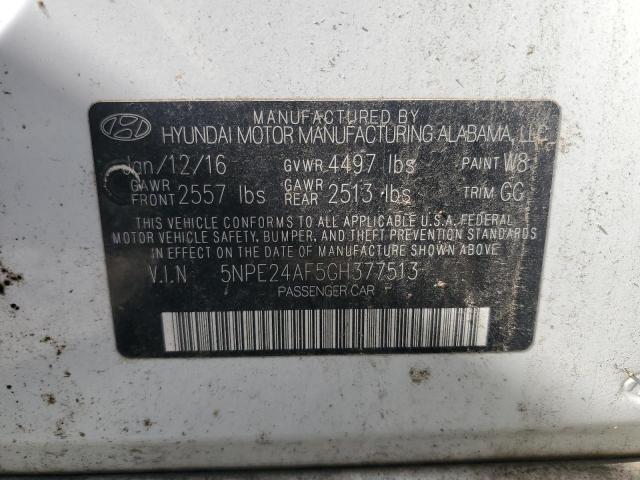 MANUFACTURED BY
HYUNDAI MOTOR MANUFACTURING ALABAMA, LLC
Jan/12/16 GVWR 4497 lbs PAINT W8
GAWR FRONT 2557 lbs GAWR REAR 2513 lbs TRIM GG
THIS VEHICLE CONFORMS TO ALL APPLICABLE U.S.A. FEDERAL
MOTOR VEHICLE SAFETY, BUMPER, AND THEFT PREVENTION STANDARDS
IN EFFECT ON THE DATE OF MANUFACTURE SHOWN ABOVE.
V.I.N 5NPE24AF5GH377513
PASSENGER CAR